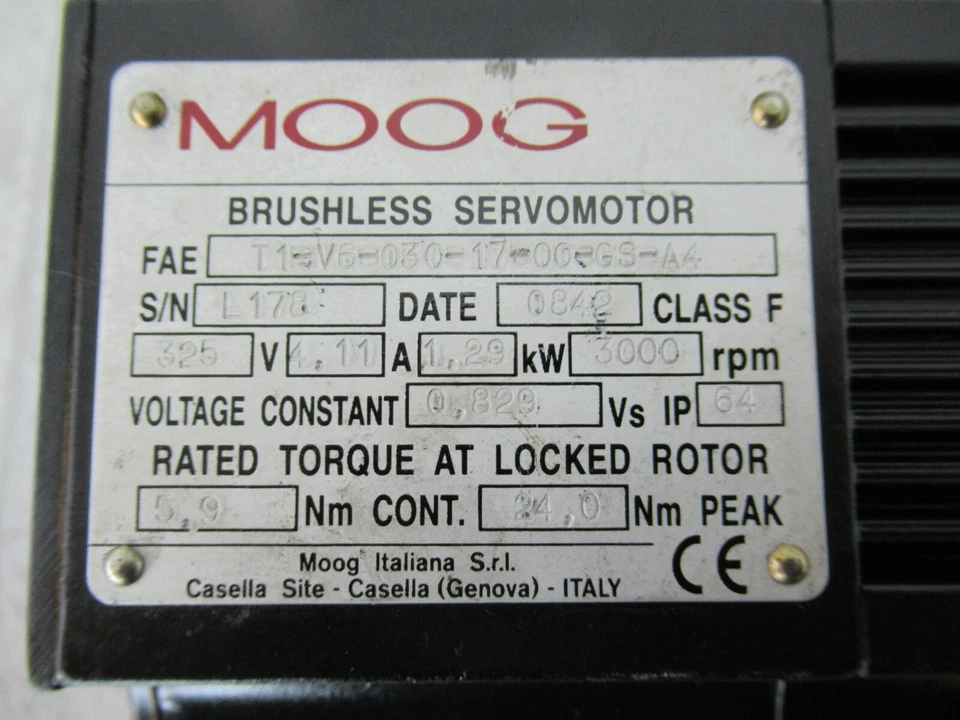 MOOG
BRUSHLESS SERVOMOTOR
FAE T1-V6-030-17-00-GS-A4
S/N L178 DATE 0842 CLASS F
325 V 4,11 A 1,29 kW 3000 rpm
VOLTAGE CONSTANT 0,829 Vs IP 64
RATED TORQUE AT LOCKED ROTOR
5,9 Nm CONT. 24,0 Nm PEAK
Moog Italiana S.r.l.
Casella Site - Casella (Genova) - ITALY
CE